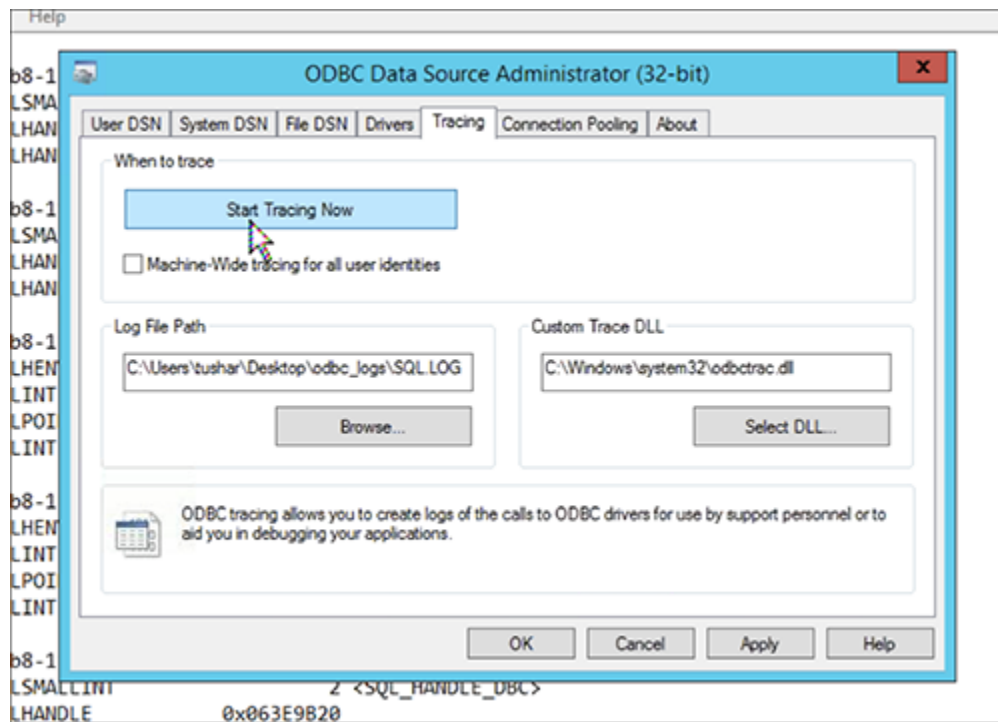 Help
ODBC Data Source Administrator (32-bit)
X
User DSN System DSN File DSN Drivers Tracing Connection Pooling About
When to trace
Start Tracing Now
Machine-Wide tracing for all user identities
Log File Path
C:\Users\tushar\Desktop\odbc_logs\SQL.LOG
Browse...
Custom Trace DLL
C:\Windows\system32\odbctrac.dll
Select DLL...
ODBC tracing allows you to create logs of the calls to ODBC drivers for use by support personnel or to
aid you in debugging your applications.
OK Cancel Apply Help
b8-1
LSMA
LHAN
LHAN
b8-1
LSMA
LHAN
LHAN
b8-1
LHEN
LINT
LPOI
LINT
b8-1
LHEN
LINT
LPOI
LINT
b8-1
LSMALLINT 2 <SQL_HANDLE_DBC>
LHANDLE 0x063E9B20